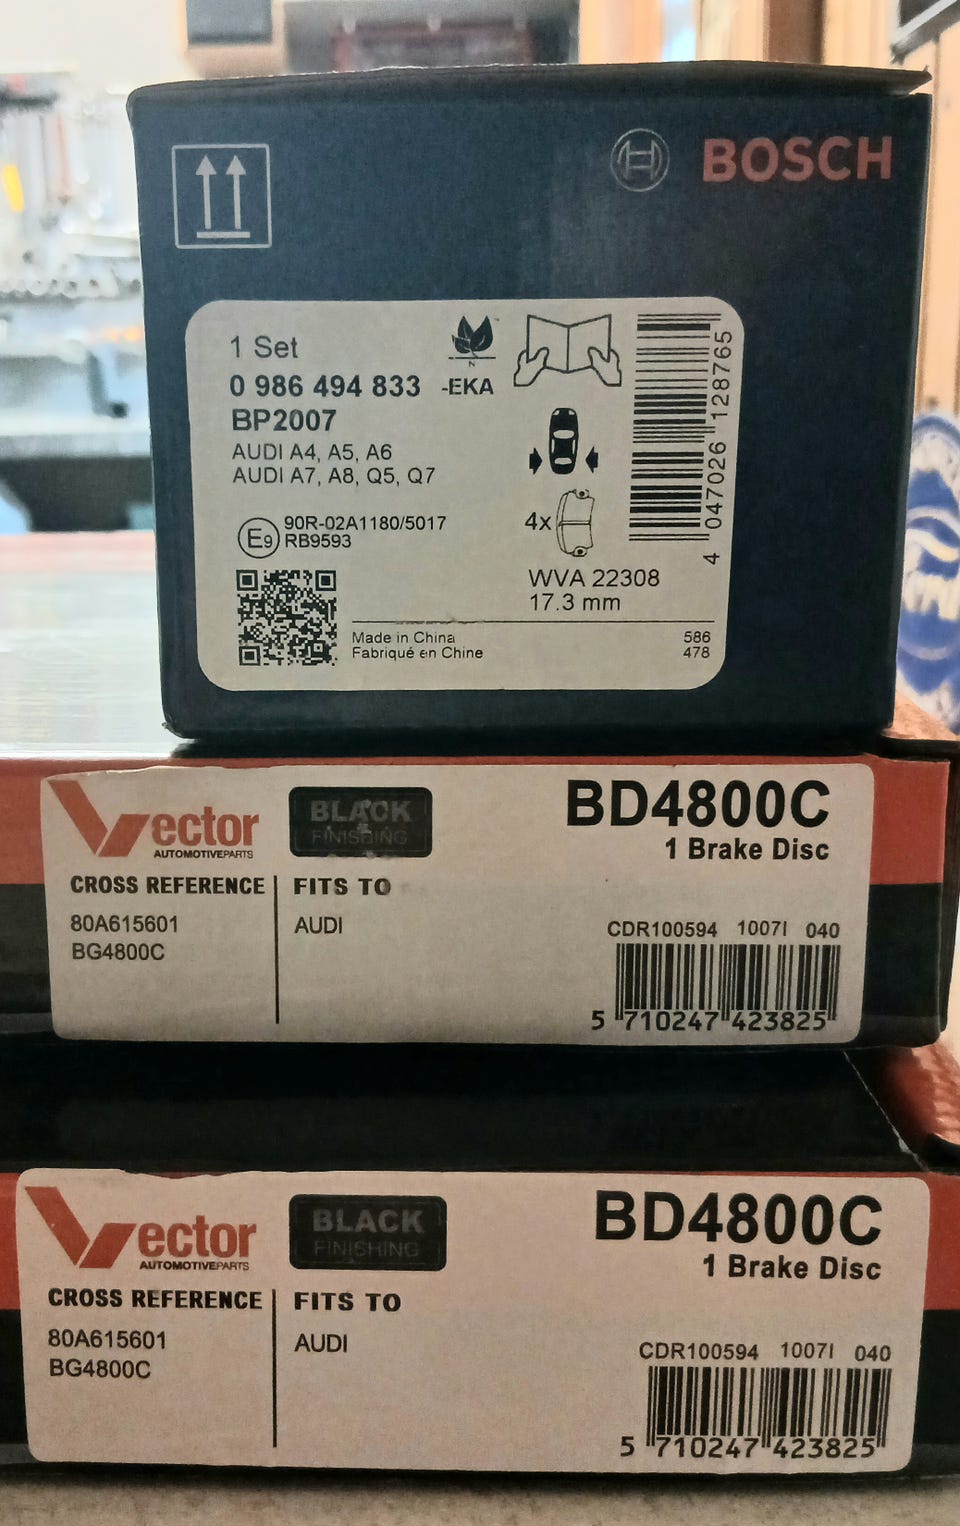 BOSCH
1 Set
0 986 494 833 -EKA
BP2007
AUDI A4, A5, A6
AUDI A7, A8, Q5, Q7
E9 90R-02A1180/5017
RB9593
4x
WVA 22308
17.3 mm
Made in China
Fabriqué en Chine
586
478
4 047026 128765
Vector
AUTOMOTIVEPARTS
BLACK
FINISHING
BD4800C
1 Brake Disc
CROSS REFERENCE
80A615601
BG4800C
FITS TO
AUDI
CDR100594 1007I 040
5 710247 423825
Vector
AUTOMOTIVEPARTS
BLACK
FINISHING
BD4800C
1 Brake Disc
CROSS REFERENCE
80A615601
BG4800C
FITS TO
AUDI
CDR100594 1007I 040
5 710247 423825